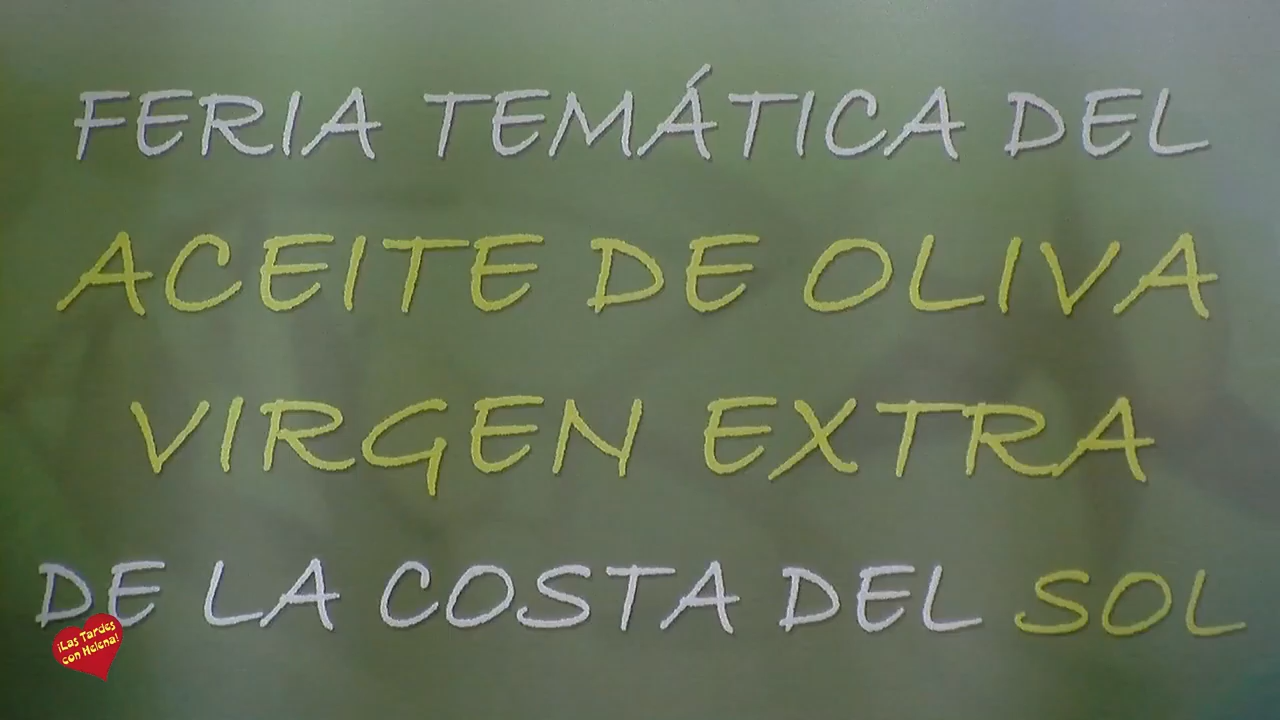 FERIA TEMÁTICA DEL
ACEITE DE OLIVA
VIRGEN EXTRA
DE LA COSTA DEL SOL
¡Las Tardes
con Helena!